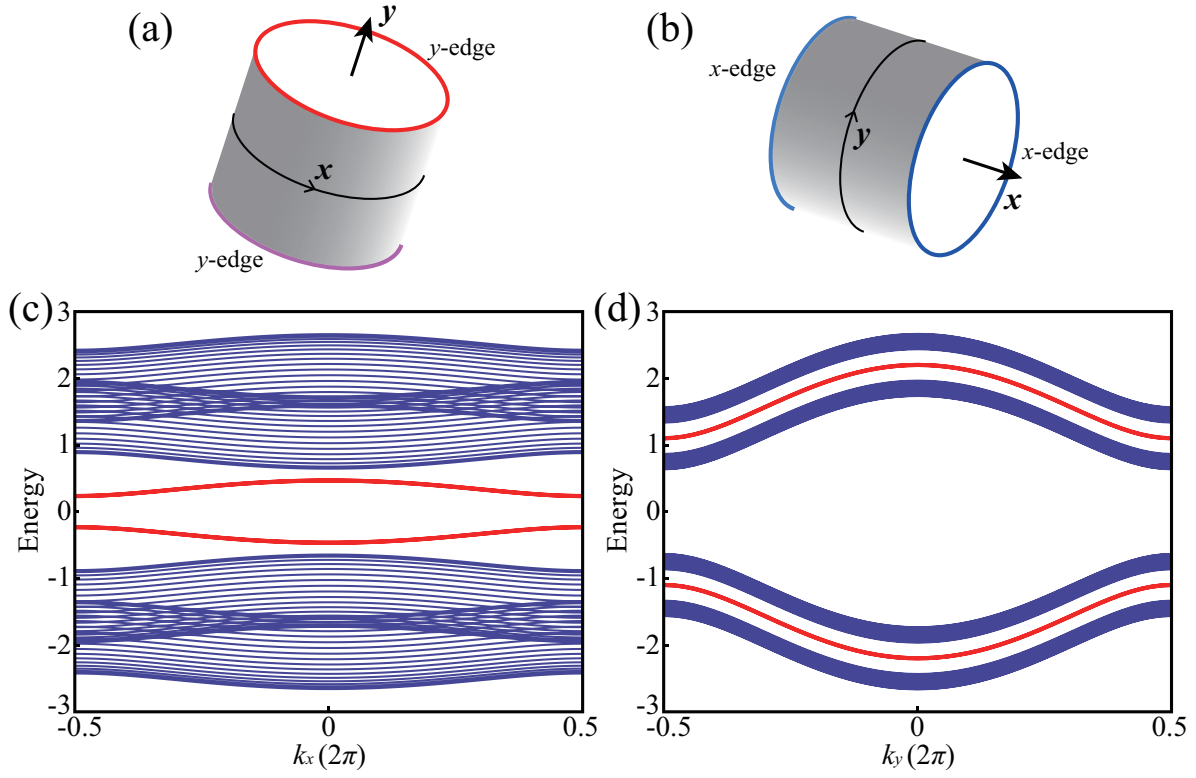 (a)
y
y-edge
x
y-edge
(b)
x-edge
y
x-edge
x
(c)
3
2
1
0
-1
-2
-3
Energy
-0.5
0
0.5
kx (2π)
(d)
3
2
1
0
-1
-2
-3
Energy
-0.5
0
0.5
ky (2π)